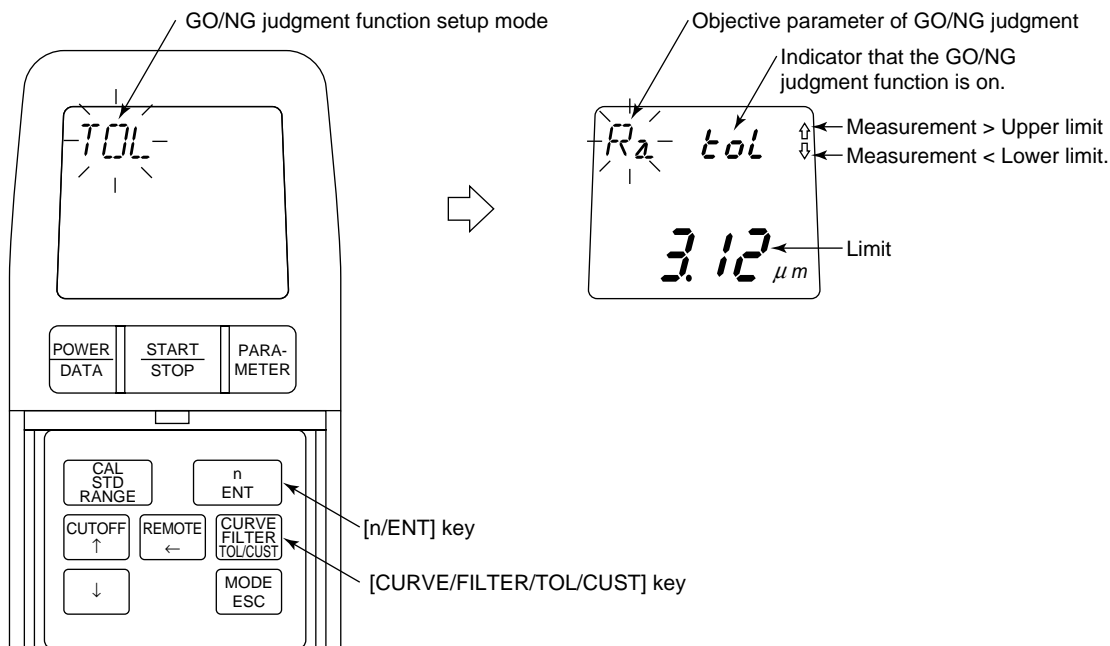 GO/NG judgment function setup mode
Objective parameter of GO/NG judgment
Indicator that the GO/NG
judgment function is on.
TOL
Ra toL
Measurement > Upper limit
Measurement < Lower limit.
3.12 μm
Limit
POWER
DATA
START
STOP
PARA-
METER
CAL
STD
RANGE
n
ENT
[n/ENT] key
CUTOFF
↑
REMOTE
←
CURVE
FILTER
TOL/CUST
[CURVE/FILTER/TOL/CUST] key
↓
MODE
ESC